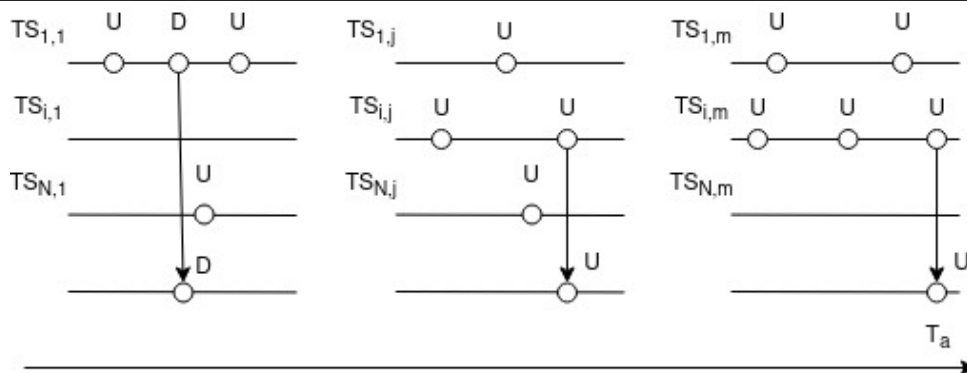 TS1,1 U D U
TSi,1
TSN,1 U
D
TS1,j U
TSi,j U U
TSN,j U
U
TS1,m U U
TSi,m U U U
TSN,m
U
Ta